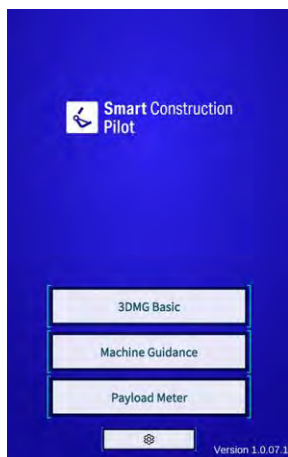 Smart Construction
Pilot
3DMG Basic
Machine Guidance
Payload Meter
Version 1.0.07.1